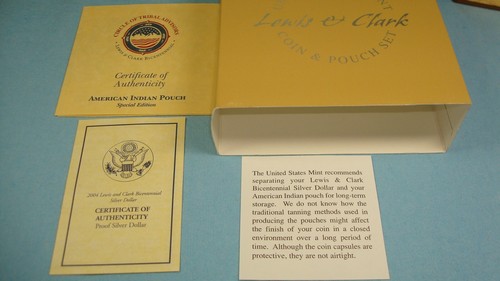 CIRCLE OF TRIBAL ADVISORS
LEWIS & CLARK BICENTENNIAL
Certificate of
Authenticity
AMERICAN INDIAN POUCH
Special Edition
Lewis & Clark
COIN & POUCH SET
2004 Lewis and Clark Bicentennial
Silver Dollar
CERTIFICATE OF
AUTHENTICITY
Proof Silver Dollar
The United States Mint recommends
separating your Lewis & Clark
Bicentennial Silver Dollar and your
American Indian pouch for long-term
storage. We do not know how the
traditional tanning methods used in
producing the pouches might affect
the finish of your coin in a closed
environment over a long period of
time. Although the coin capsules are
protective, they are not airtight.